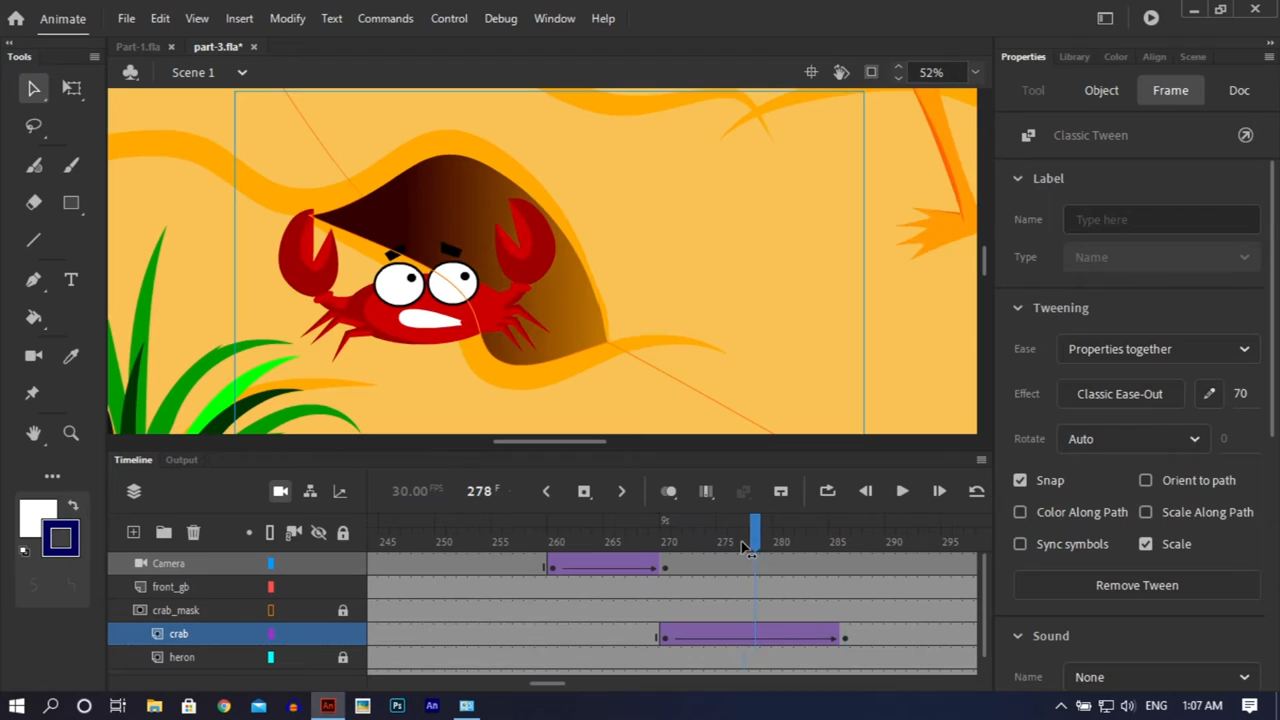 Animate File Edit View Insert Modify Text Commands Control Debug Window Help
Part-1.fla part-3.fla*
Tools
Scene 1 52%
Properties Library Color Align Scene
Tool Object Frame Doc
Classic Tween
Label
Name Type here
Type Name
Tweening
Ease Properties together
Effect Classic Ease-Out 70
Rotate Auto 0
Snap Orient to path
Color Along Path Scale Along Path
Sync symbols Scale
Remove Tween
Sound
Name None
Timeline Output
30.00 FPS 278 F
9s
245 250 255 260 265 270 275 280 285 290 295
Camera
front_gb
crab_mask
crab
heron
ENG 1:07 AM